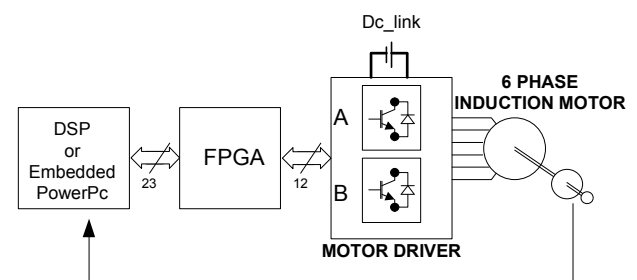 Dc_link
6 PHASE
INDUCTION MOTOR
A
DSP
or
Embedded
PowerPc
FPGA
23
12
B
MOTOR DRIVER